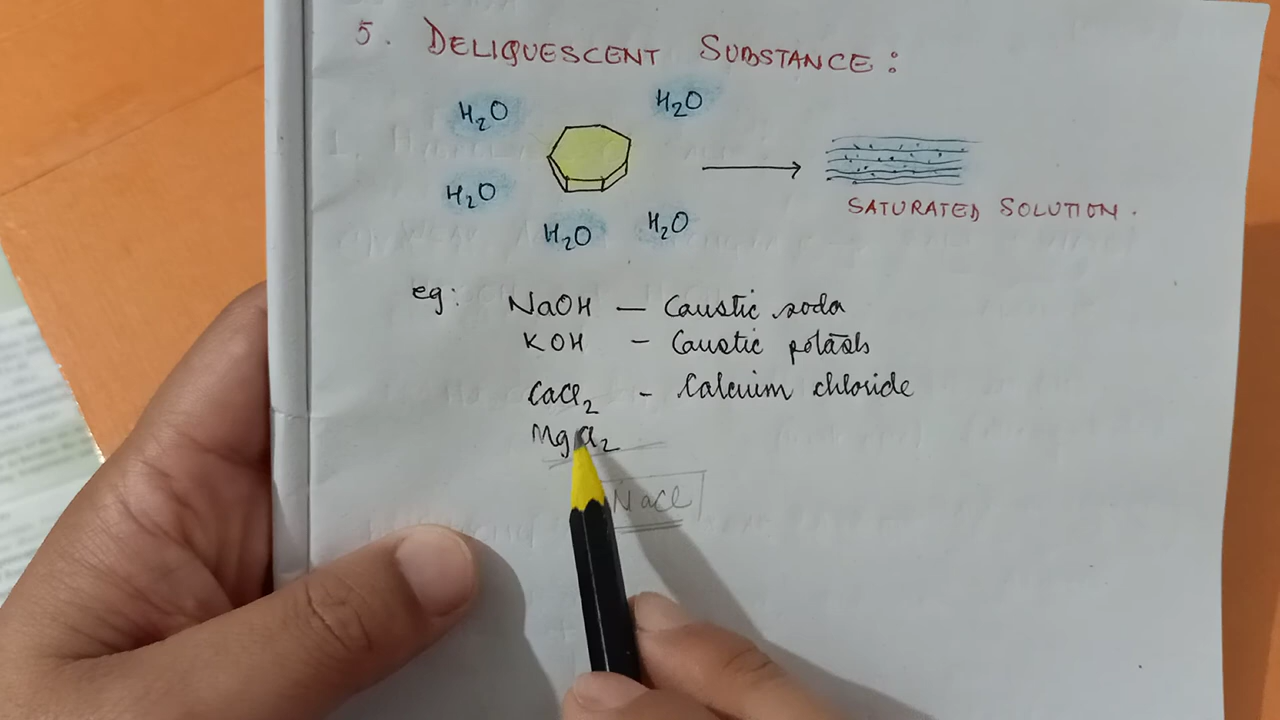 5. DELIQUESCENT SUBSTANCE:
H₂O H₂O
H₂O
H₂O H₂O
SATURATED SOLUTION.
eg: NaOH — Caustic soda
KOH – Caustic potash
CaCl₂ – Calcium chloride
MgCl₂
NaCl